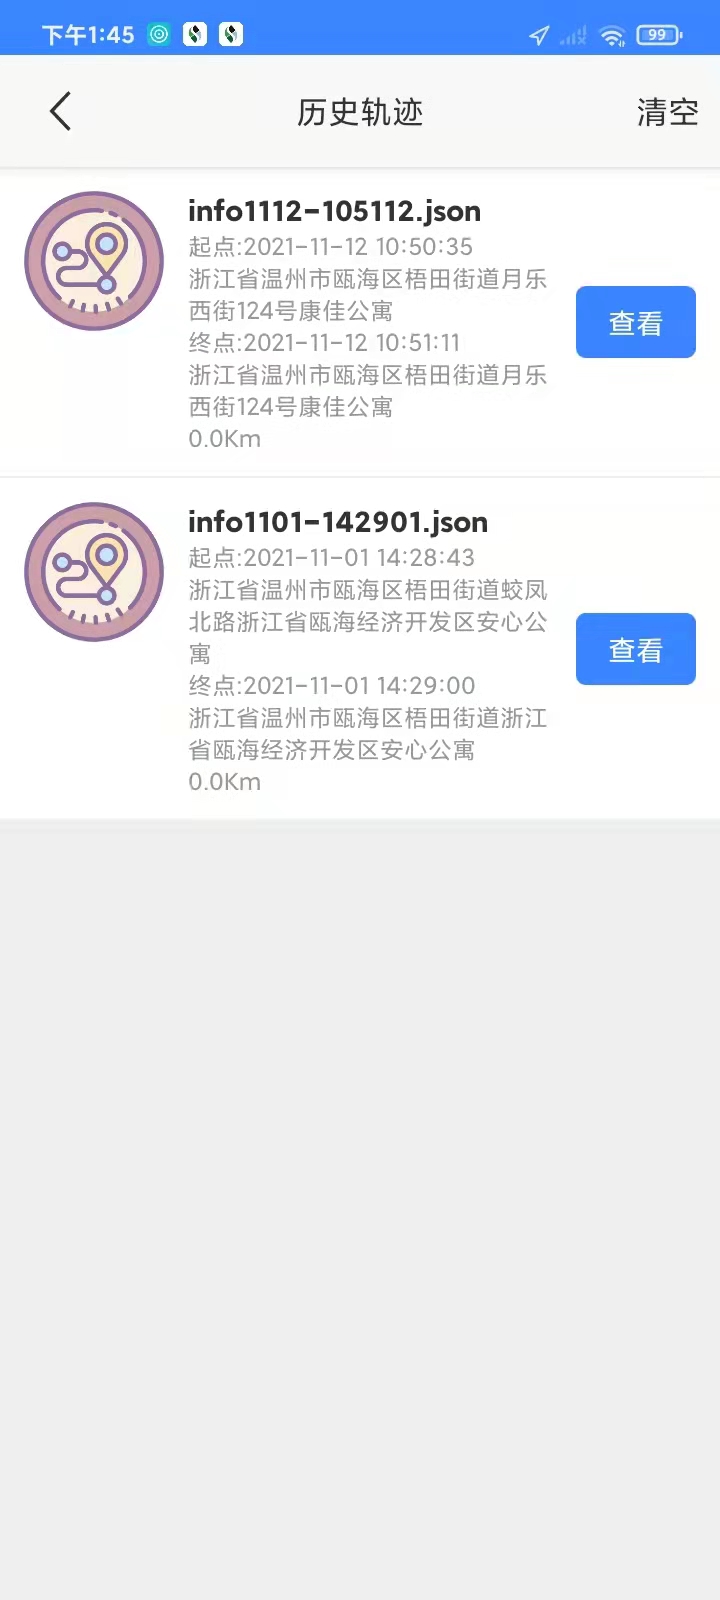 下午1:45
99
历史轨迹
清空
info1112-105112.json
起点:2021-11-12 10:50:35
浙江省温州市瓯海区梧田街道月乐
西街124号康佳公寓
终点:2021-11-12 10:51:11
浙江省温州市瓯海区梧田街道月乐
西街124号康佳公寓
0.0Km
查看
info1101-142901.json
起点:2021-11-01 14:28:43
浙江省温州市瓯海区梧田街道蛟凤
北路浙江省瓯海经济开发区安心公
寓
终点:2021-11-01 14:29:00
浙江省温州市瓯海区梧田街道浙江
省瓯海经济开发区安心公寓
0.0Km
查看